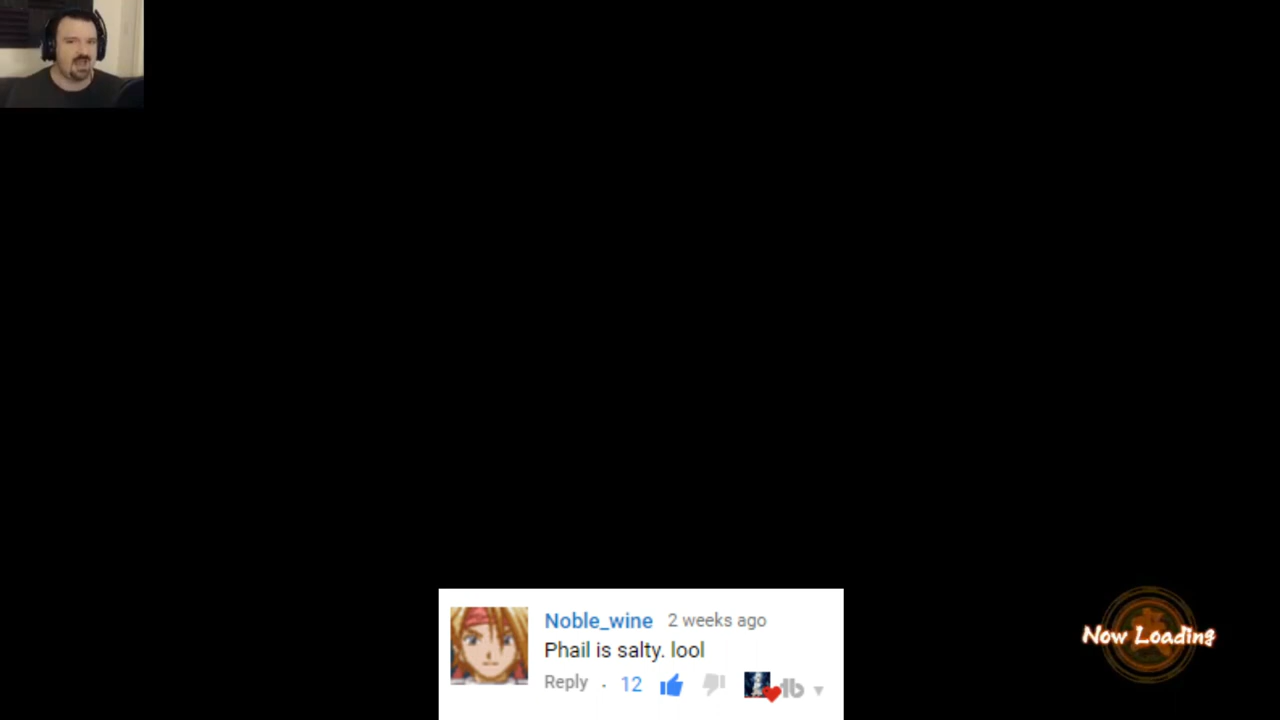 Noble_wine 2 weeks ago
Phail is salty. lool
Reply · 12
Now Loading